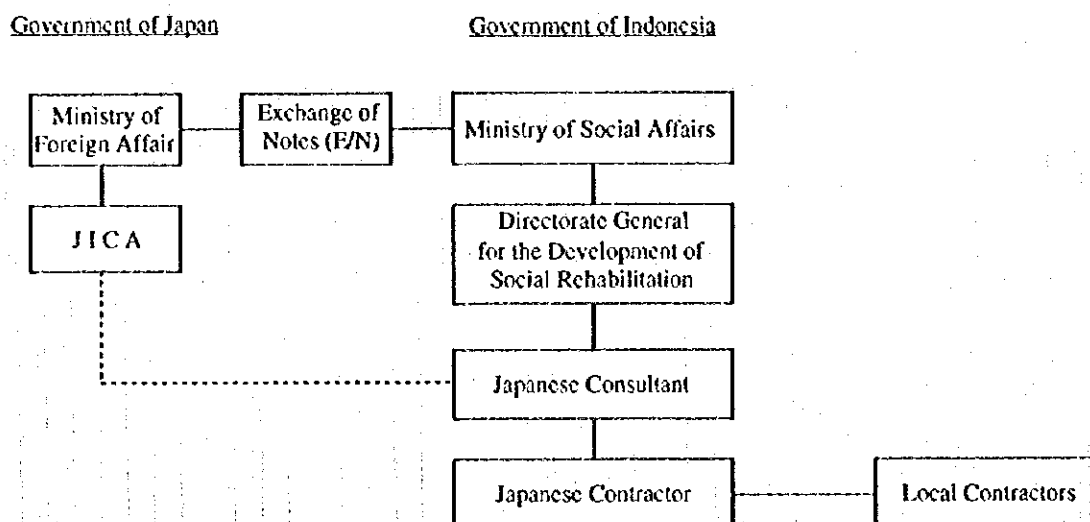 Government of Japan
Government of Indonesia
Ministry of
Foreign Affair
Exchange of
Notes (E/N)
Ministry of Social Affairs
J I C A
Directorate General
for the Development of
Social Rehabilitation
Japanese Consultant
Japanese Contractor
Local Contractors